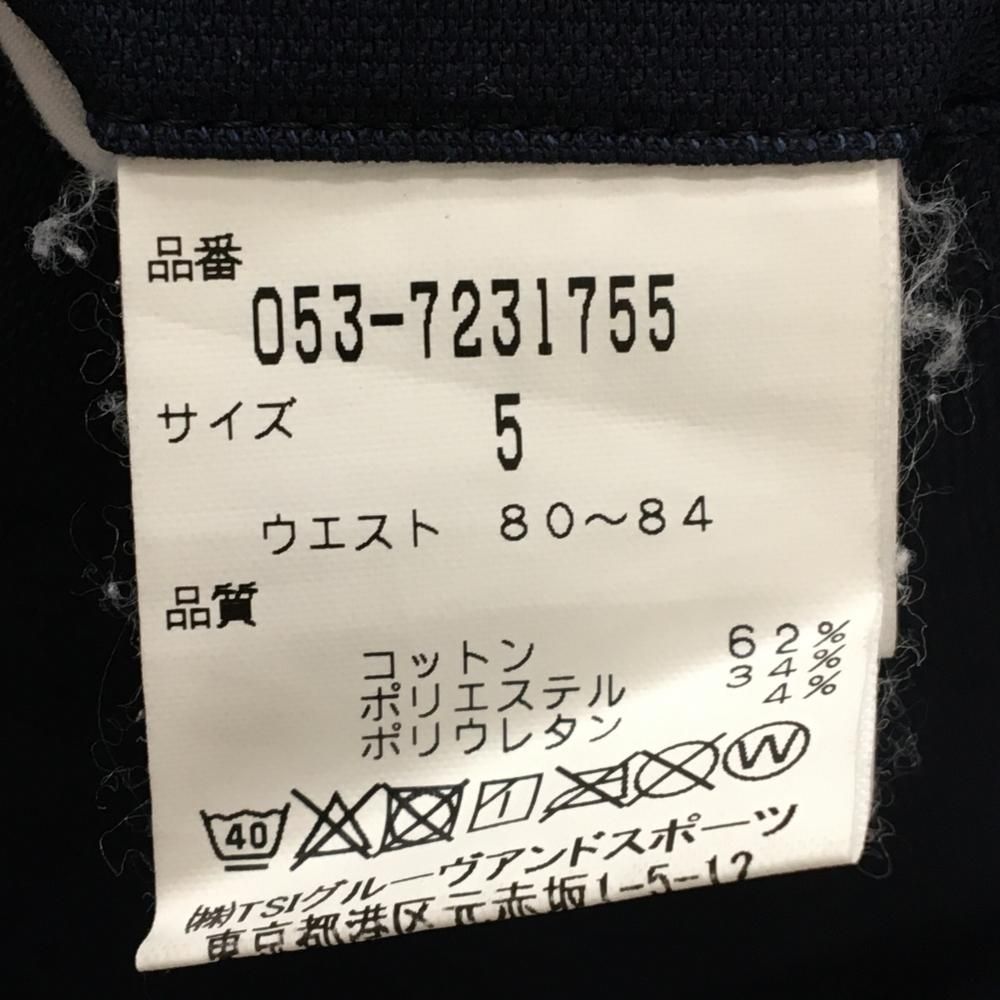 品番
053-7231755
サイズ 5
ウエスト 80～84
品質
コットン 62%
ポリエステル 34%
ポリウレタン 4%
40 W
(株)TSIグルーヴアンドスポーツ
東京都港区元赤坂1-5-12